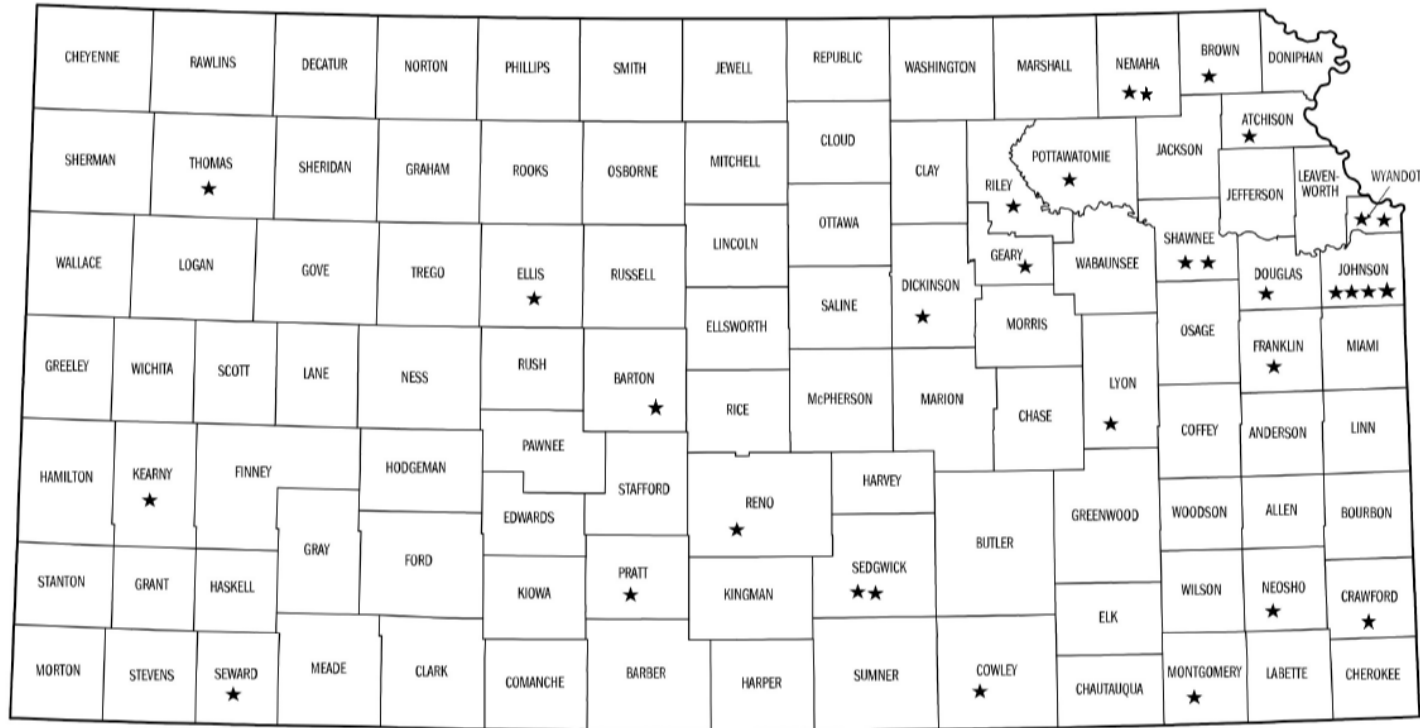 CHEYENNE
RAWLINS
DECATUR
NORTON
PHILLIPS
SMITH
JEWELL
REPUBLIC
WASHINGTON
MARSHALL
NEMAHA
BROWN
DONIPHAN
SHERMAN
THOMAS
SHERIDAN
GRAHAM
ROOKS
OSBORNE
MITCHELL
CLOUD
CLAY
RILEY
POTTAWATOMIE
JACKSON
ATCHISON
JEFFERSON
LEAVEN-
WORTH
WYANDOT
WALLACE
LOGAN
GOVE
TREGO
ELLIS
RUSSELL
LINCOLN
OTTAWA
SALINE
DICKINSON
GEARY
WABAUNSEE
SHAWNEE
DOUGLAS
JOHNSON
GREELEY
WICHITA
SCOTT
LANE
NESS
RUSH
BARTON
ELLSWORTH
RICE
McPHERSON
MARION
MORRIS
CHASE
LYON
OSAGE
FRANKLIN
MIAMI
HAMILTON
KEARNY
FINNEY
HODGEMAN
PAWNEE
STAFFORD
RENO
HARVEY
BUTLER
GREENWOOD
COFFEY
ANDERSON
LINN
GRAY
FORD
EDWARDS
WOODSON
ALLEN
BOURBON
STANTON
GRANT
HASKELL
KIOWA
PRATT
KINGMAN
SEDGWICK
ELK
WILSON
NEOSHO
CRAWFORD
MORTON
STEVENS
SEWARD
MEADE
CLARK
COMANCHE
BARBER
HARPER
SUMNER
COWLEY
CHAUTAUQUA
MONTGOMERY
LABETTE
CHEROKEE